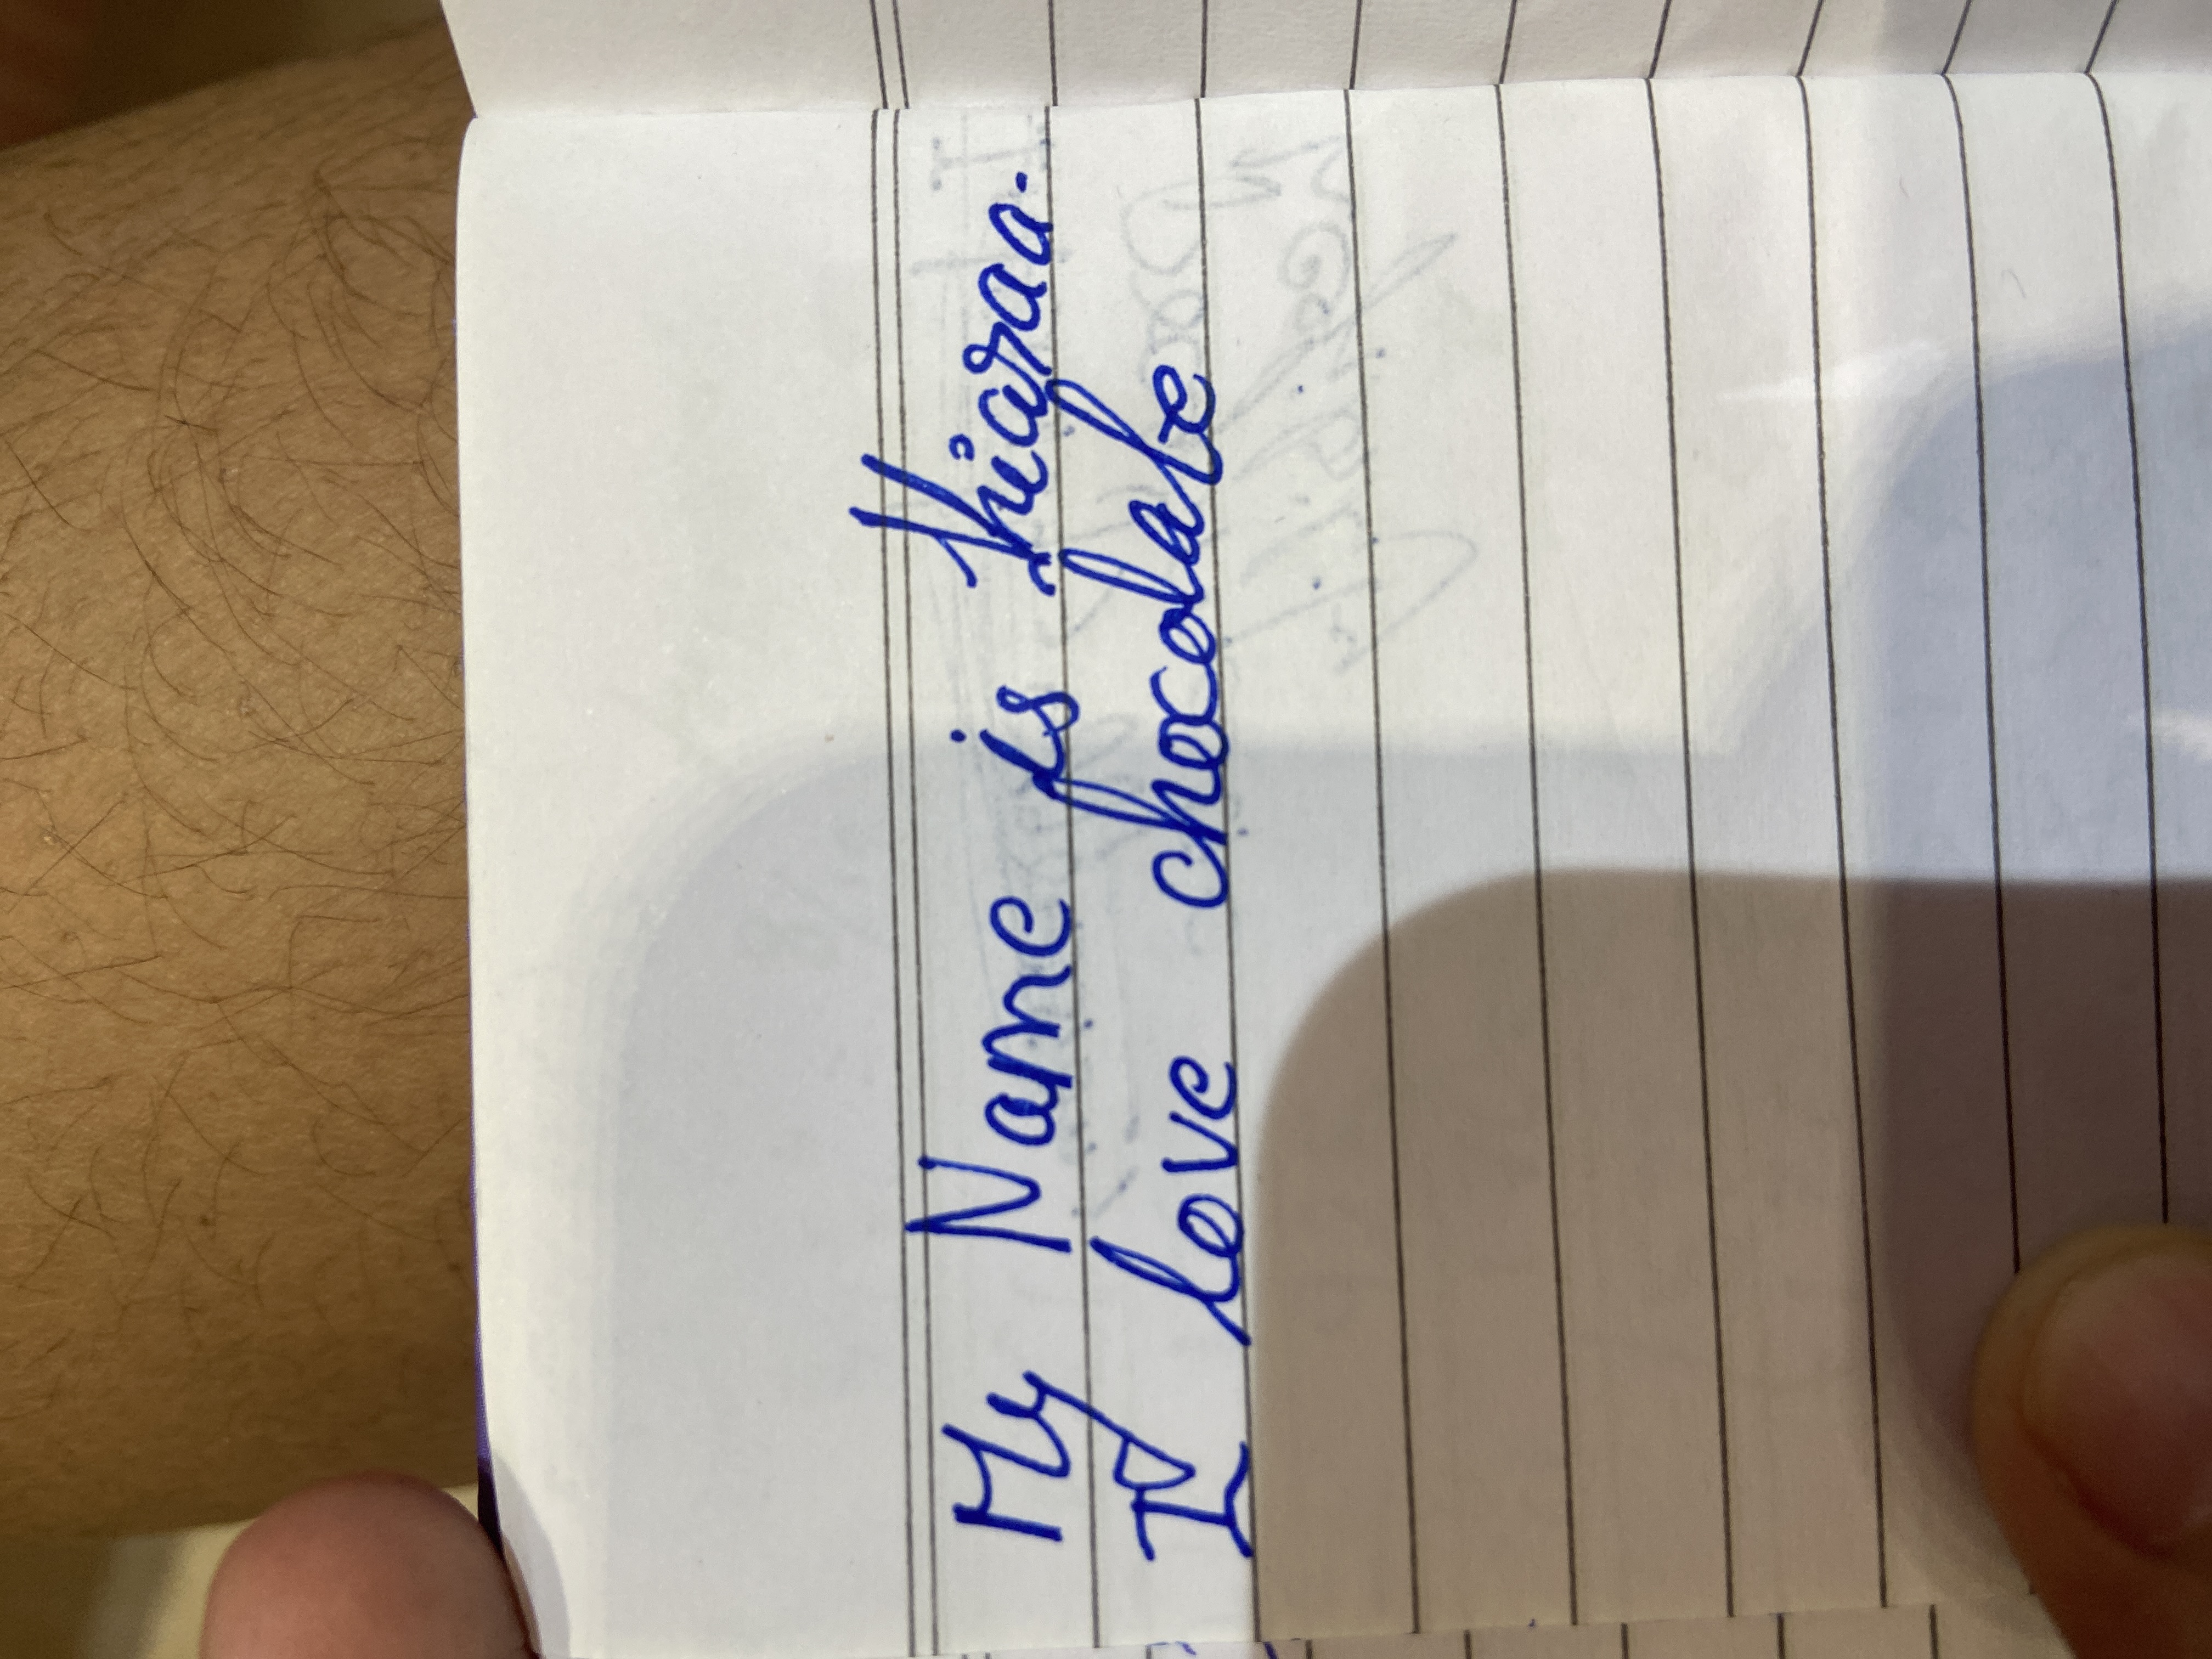 My Name is Kiaraa.
I love chocolate